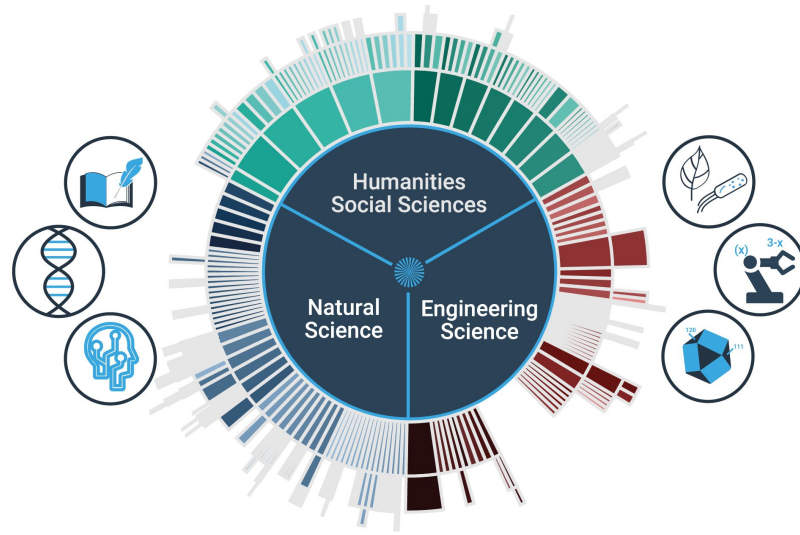 Humanities
Social Sciences
Natural
Science
Engineering
Science
(x)
3-x
120
111